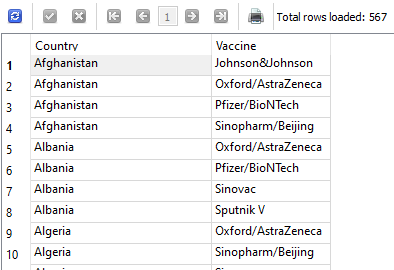 1 Total rows loaded: 567
Country Vaccine
1 Afghanistan Johnson&Johnson
2 Afghanistan Oxford/AstraZeneca
3 Afghanistan Pfizer/BioNTech
4 Afghanistan Sinopharm/Beijing
5 Albania Oxford/AstraZeneca
6 Albania Pfizer/BioNTech
7 Albania Sinovac
8 Albania Sputnik V
9 Algeria Oxford/AstraZeneca
10 Algeria Sinopharm/Beijing